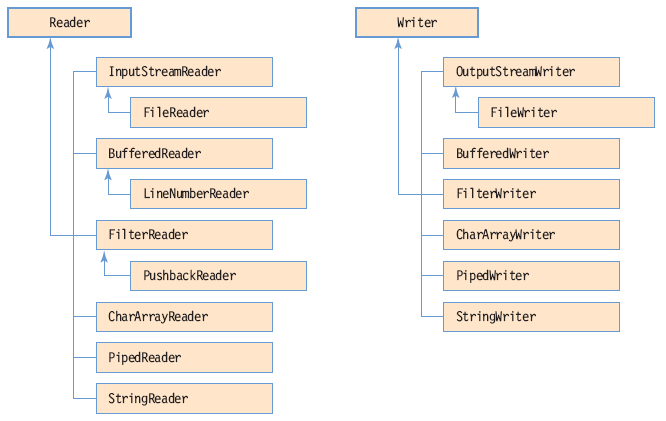 Reader
InputStreamReader
FileReader
BufferedReader
LineNumberReader
FilterReader
PushbackReader
CharArrayReader
PipedReader
StringReader
Writer
OutputStreamWriter
FileWriter
BufferedWriter
FilterWriter
CharArrayWriter
PipedWriter
StringWriter